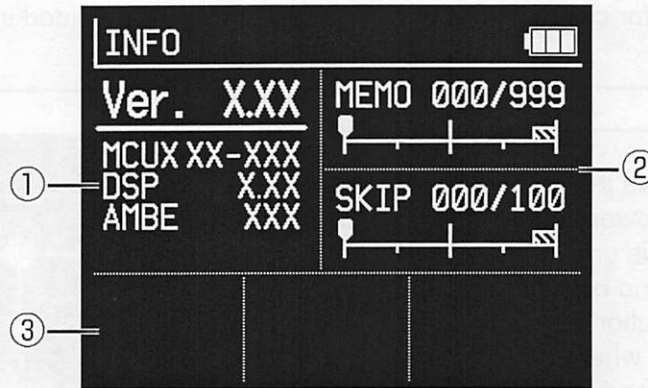 INFO
Ver. X.XX
MCUX XX-XXX
DSP X.XX
AMBE XXX
MEMO 000/999
SKIP 000/100
①
②
③